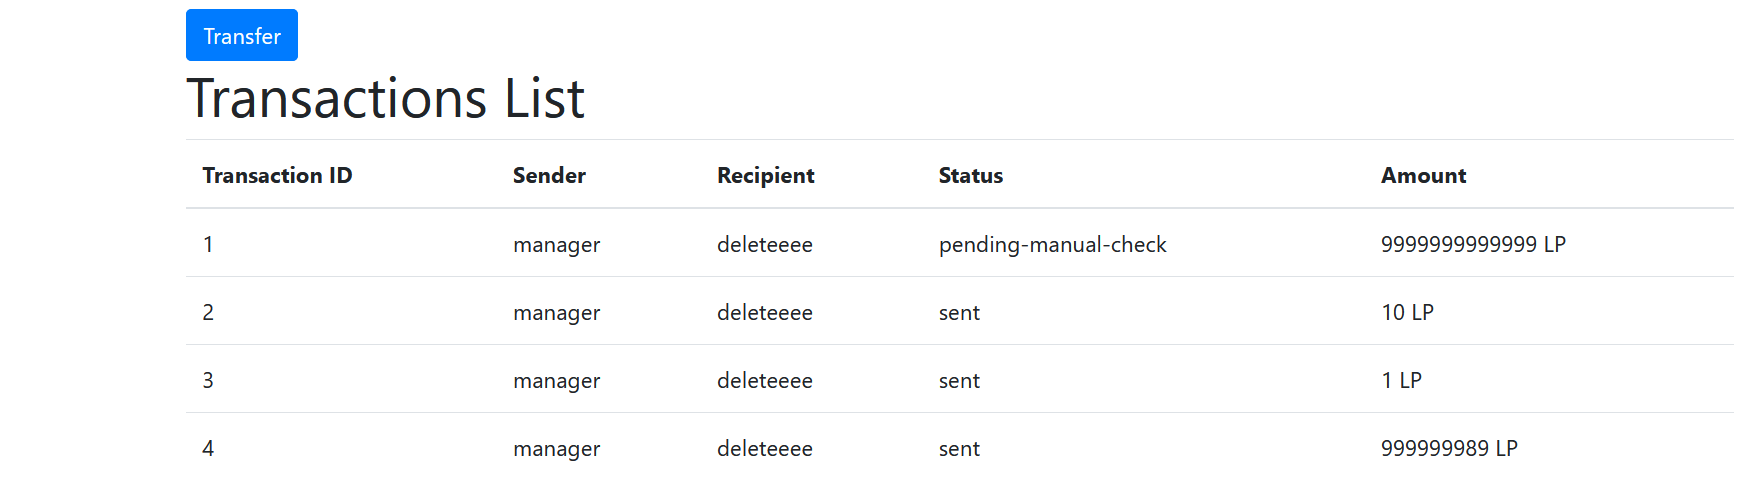 Transfer
Transactions List
Transaction ID Sender Recipient Status Amount
1 manager deleteeee pending-manual-check 9999999999999 LP
2 manager deleteeee sent 10 LP
3 manager deleteeee sent 1 LP
4 manager deleteeee sent 999999989 LP